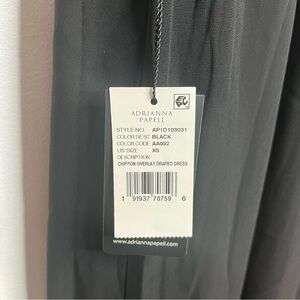 ADRIANNA
PAPELL
STYLE NO. AP1D103031
COLOR DESC BLACK
COLOR CODE AA002
US SIZE XS
DESCRIPTION
CHIFFON OVERLAY DRAPED DRESS
1 91937 70759 6
www.adriannapapell.com